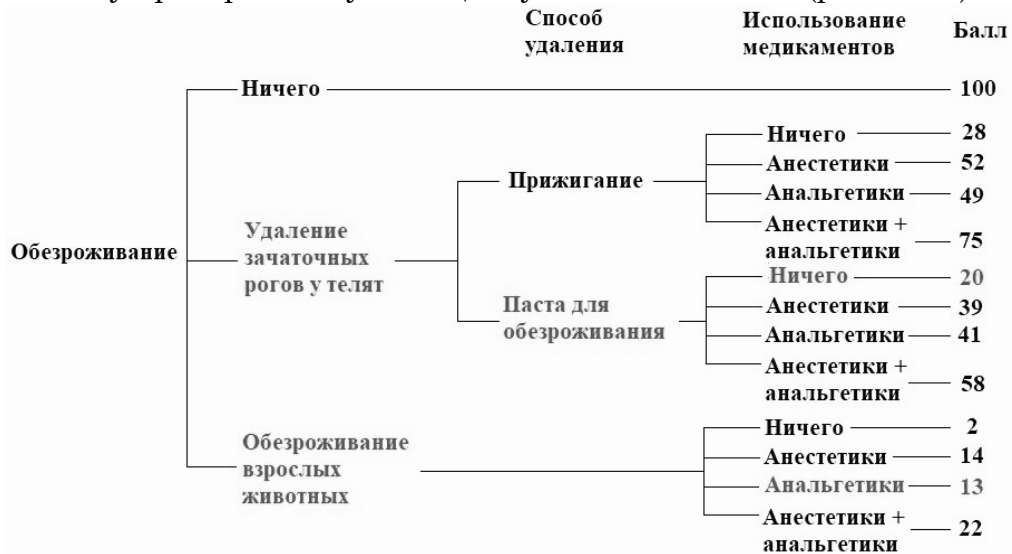 Способ удаления
Использование медикаментов
Балл
Ничего 100
Обезроживание
Удаление зачаточных рогов у телят
Прижигание
Ничего 28
Анестетики 52
Анальгетики 49
Анестетики + анальгетики 75
Паста для обезроживания
Ничего 20
Анестетики 39
Анальгетики 41
Анестетики + анальгетики 58
Обезроживание взрослых животных
Ничего 2
Анестетики 14
Анальгетики 13
Анестетики + анальгетики 22